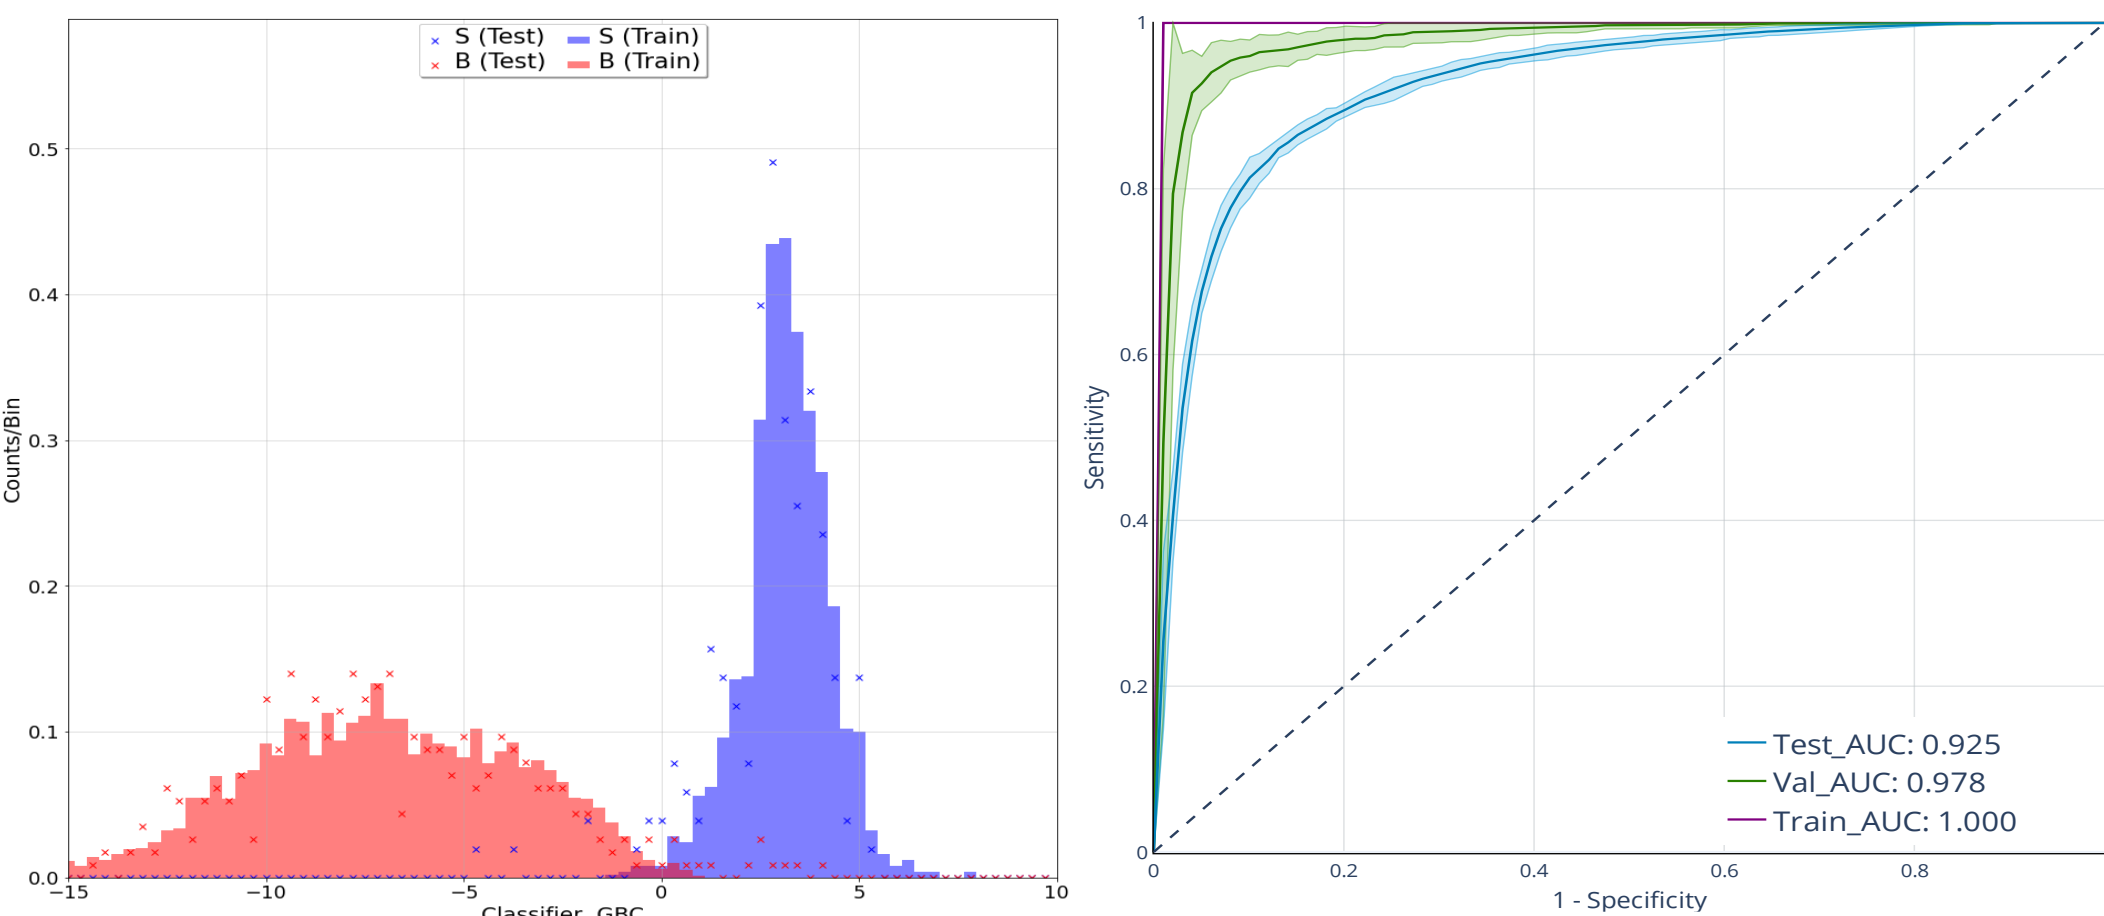 S (Test) S (Train)
B (Test) B (Train)
0.5
0.4
0.3
0.2
0.1
0.0
Counts/Bin
−15 −10 −5 0 5 10
Classifier, GBC
1
0.8
0.6
0.4
0.2
0
Sensitivity
Test_AUC: 0.925
Val_AUC: 0.978
Train_AUC: 1.000
0 0.2 0.4 0.6 0.8
1 - Specificity